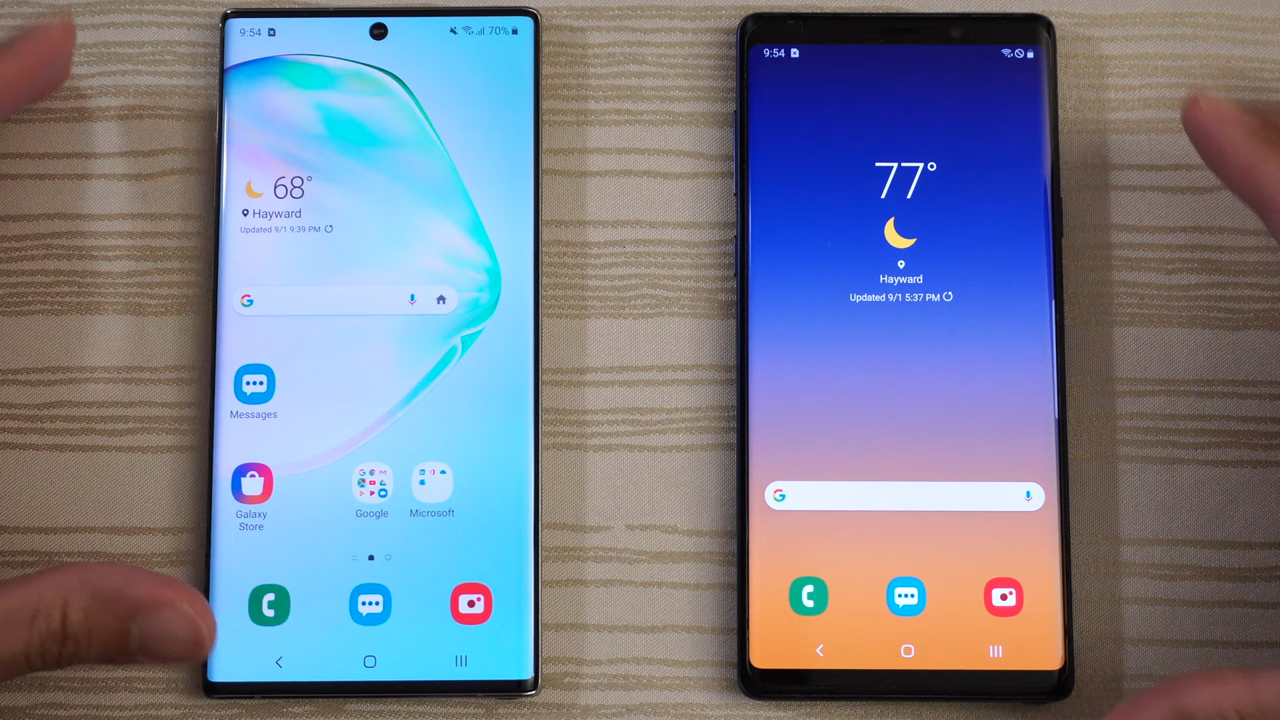 9:54
70%
68°
Hayward
Updated 9/1 9:39 PM
G
Messages
Galaxy
Store
Google
Microsoft
9:54
77°
Hayward
Updated 9/1 5:37 PM
G